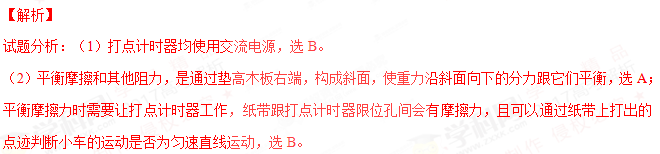 【解析】
试题分析：（1）打点计时器均使用交流电源，选 B。
（2）平衡摩擦和其他阻力，是通过垫高木板右端，构成斜面，使重力沿斜面向下的分力跟它们平衡，选 A；
平衡摩擦力时需要让打点计时器工作，纸带跟打点计时器限位孔间会有摩擦力，且可以通过纸带上打出的
点迹判断小车的运动是否为匀速直线运动，选 B。